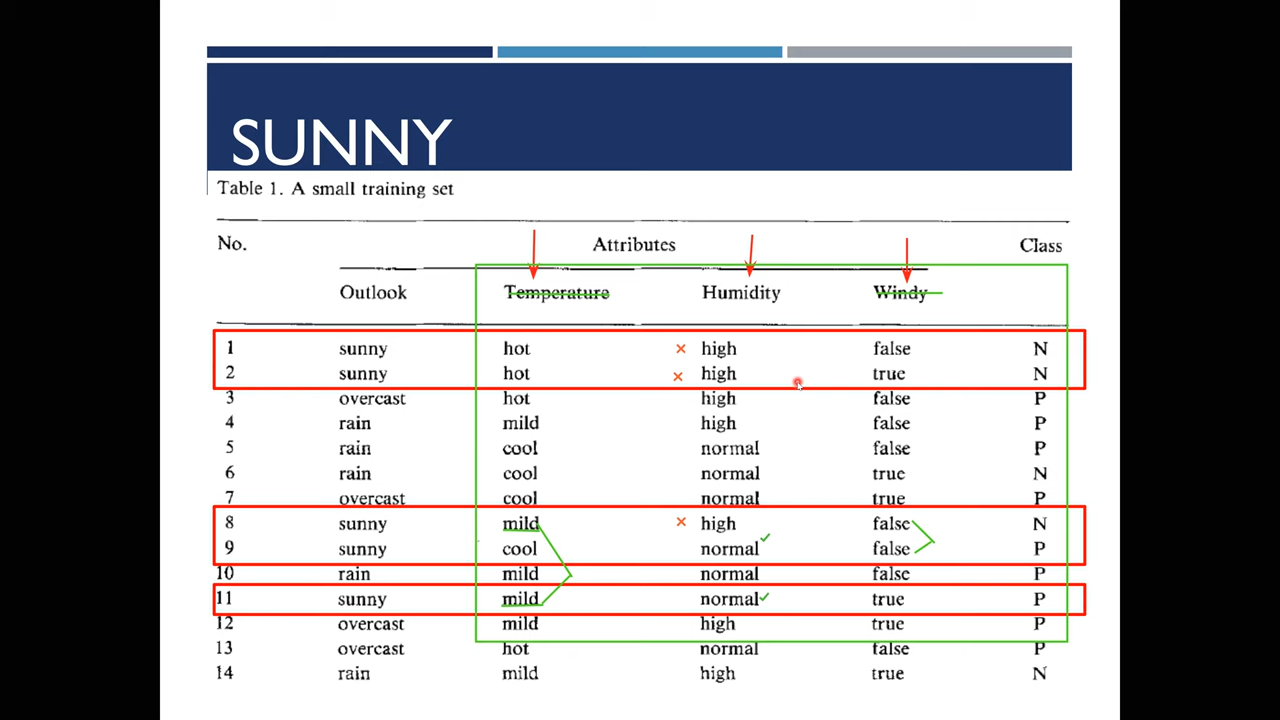 SUNNY
Table 1. A small training set
No. Attributes Class
Outlook Temperature Humidity Windy
1 sunny hot high false N
2 sunny hot high true N
3 overcast hot high false P
4 rain mild high false P
5 rain cool normal false P
6 rain cool normal true N
7 overcast cool normal true P
8 sunny mild high false N
9 sunny cool normal false P
10 rain mild normal false P
11 sunny mild normal true P
12 overcast mild high true P
13 overcast hot normal false P
14 rain mild high true N